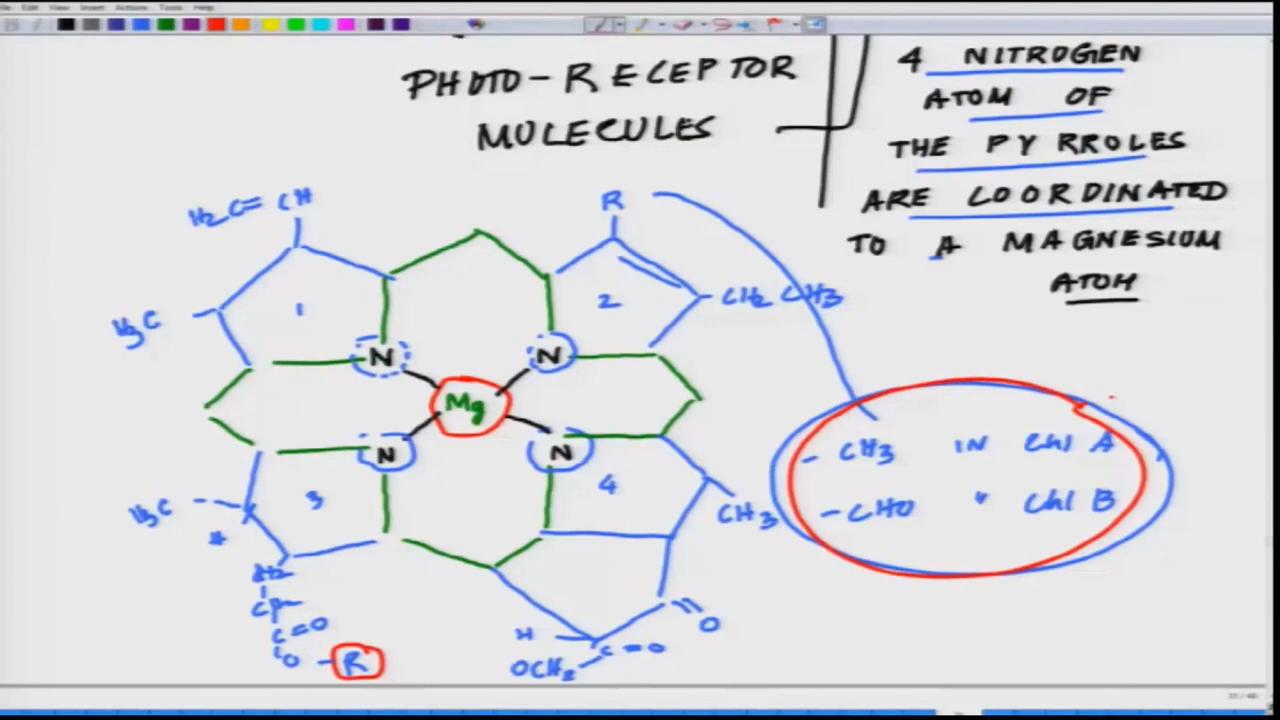 PHOTO-RECEPTOR
MOLECULES
4 NITROGEN
ATOM OF
THE PYRROLES
ARE COORDINATED
TO A MAGNESIUM
ATOM
H2C=CH
R
H3C
1
2
CH2CH3
N
N
Mg
N
N
H3C
3
4
CH3
- CH3 IN Chl A
- CHO " Chl B
C=O
O - R
H
O
C=O
OCH2